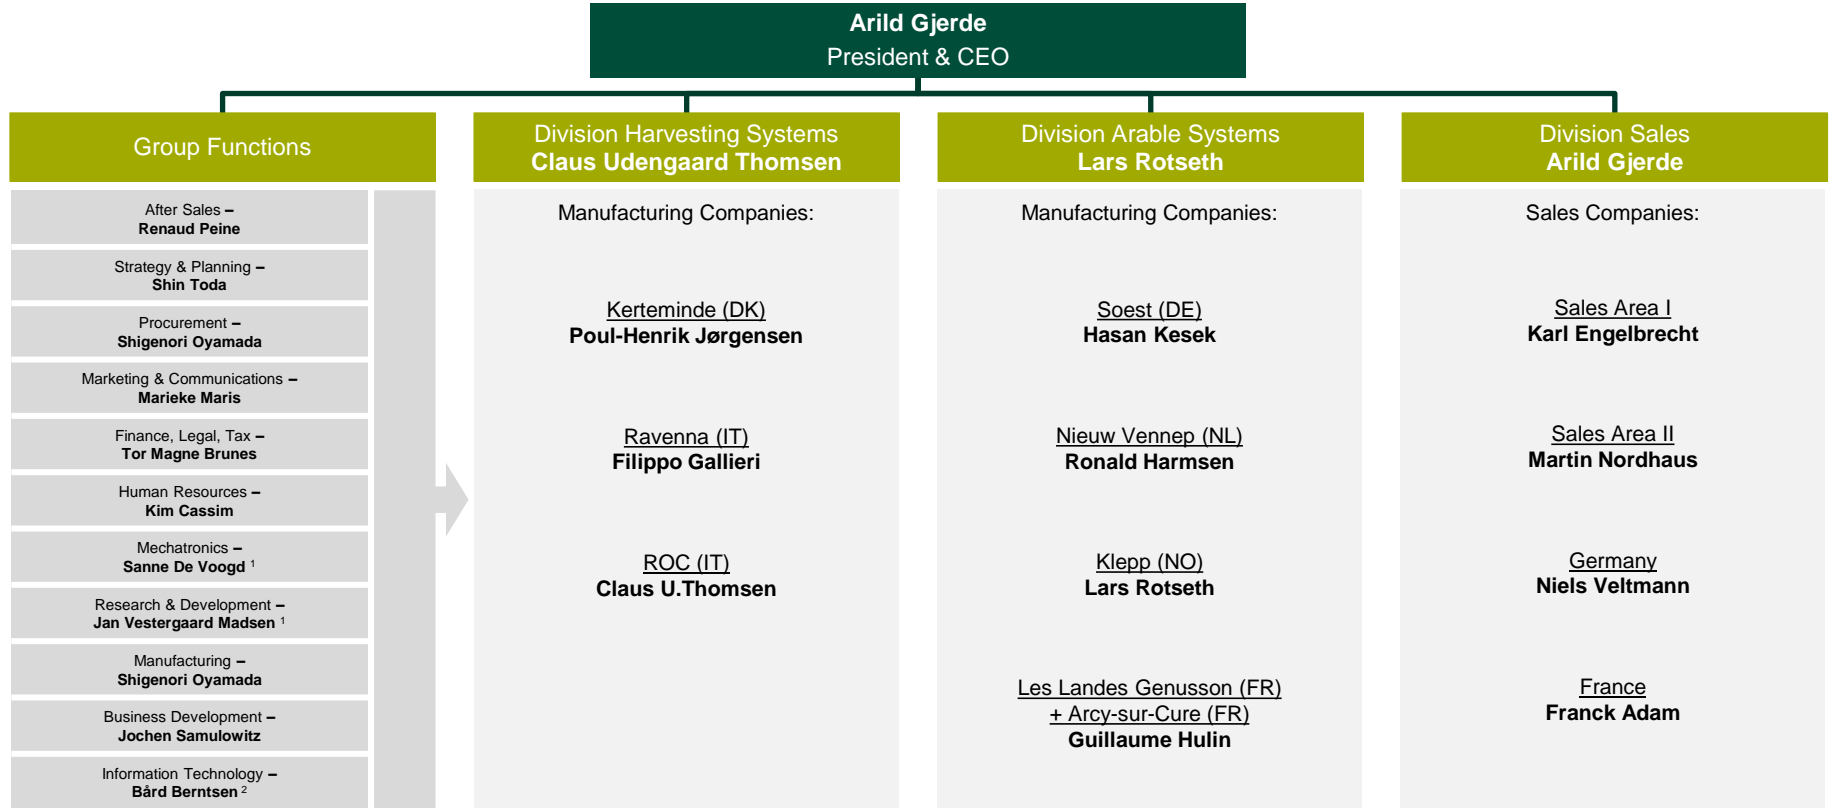 Arild Gjerde
President & CEO
Group Functions
After Sales –
Renaud Peine
Strategy & Planning –
Shin Toda
Procurement –
Shigenori Oyamada
Marketing & Communications –
Marieke Maris
Finance, Legal, Tax –
Tor Magne Brunes
Human Resources –
Kim Cassim
Mechatronics –
Sanne De Voogd ¹
Research & Development –
Jan Vestergaard Madsen ¹
Manufacturing –
Shigenori Oyamada
Business Development –
Jochen Samulowitz
Information Technology –
Bård Berntsen ²
Division Harvesting Systems
Claus Udengaard Thomsen
Manufacturing Companies:
Kerteminde (DK)
Poul-Henrik Jørgensen
Ravenna (IT)
Filippo Gallieri
ROC (IT)
Claus U.Thomsen
Division Arable Systems
Lars Rotseth
Manufacturing Companies:
Soest (DE)
Hasan Kesek
Nieuw Vennep (NL)
Ronald Harmsen
Klepp (NO)
Lars Rotseth
Les Landes Genusson (FR)
+ Arcy-sur-Cure (FR)
Guillaume Hulin
Division Sales
Arild Gjerde
Sales Companies:
Sales Area I
Karl Engelbrecht
Sales Area II
Martin Nordhaus
Germany
Niels Veltmann
France
Franck Adam